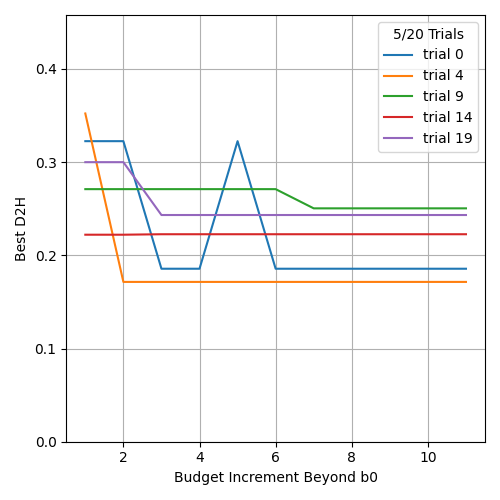 5/20 Trials
trial 0
trial 4
trial 9
trial 14
trial 19
0.4
0.3
0.2
0.1
0.0
Best D2H
2 4 6 8 10
Budget Increment Beyond b0